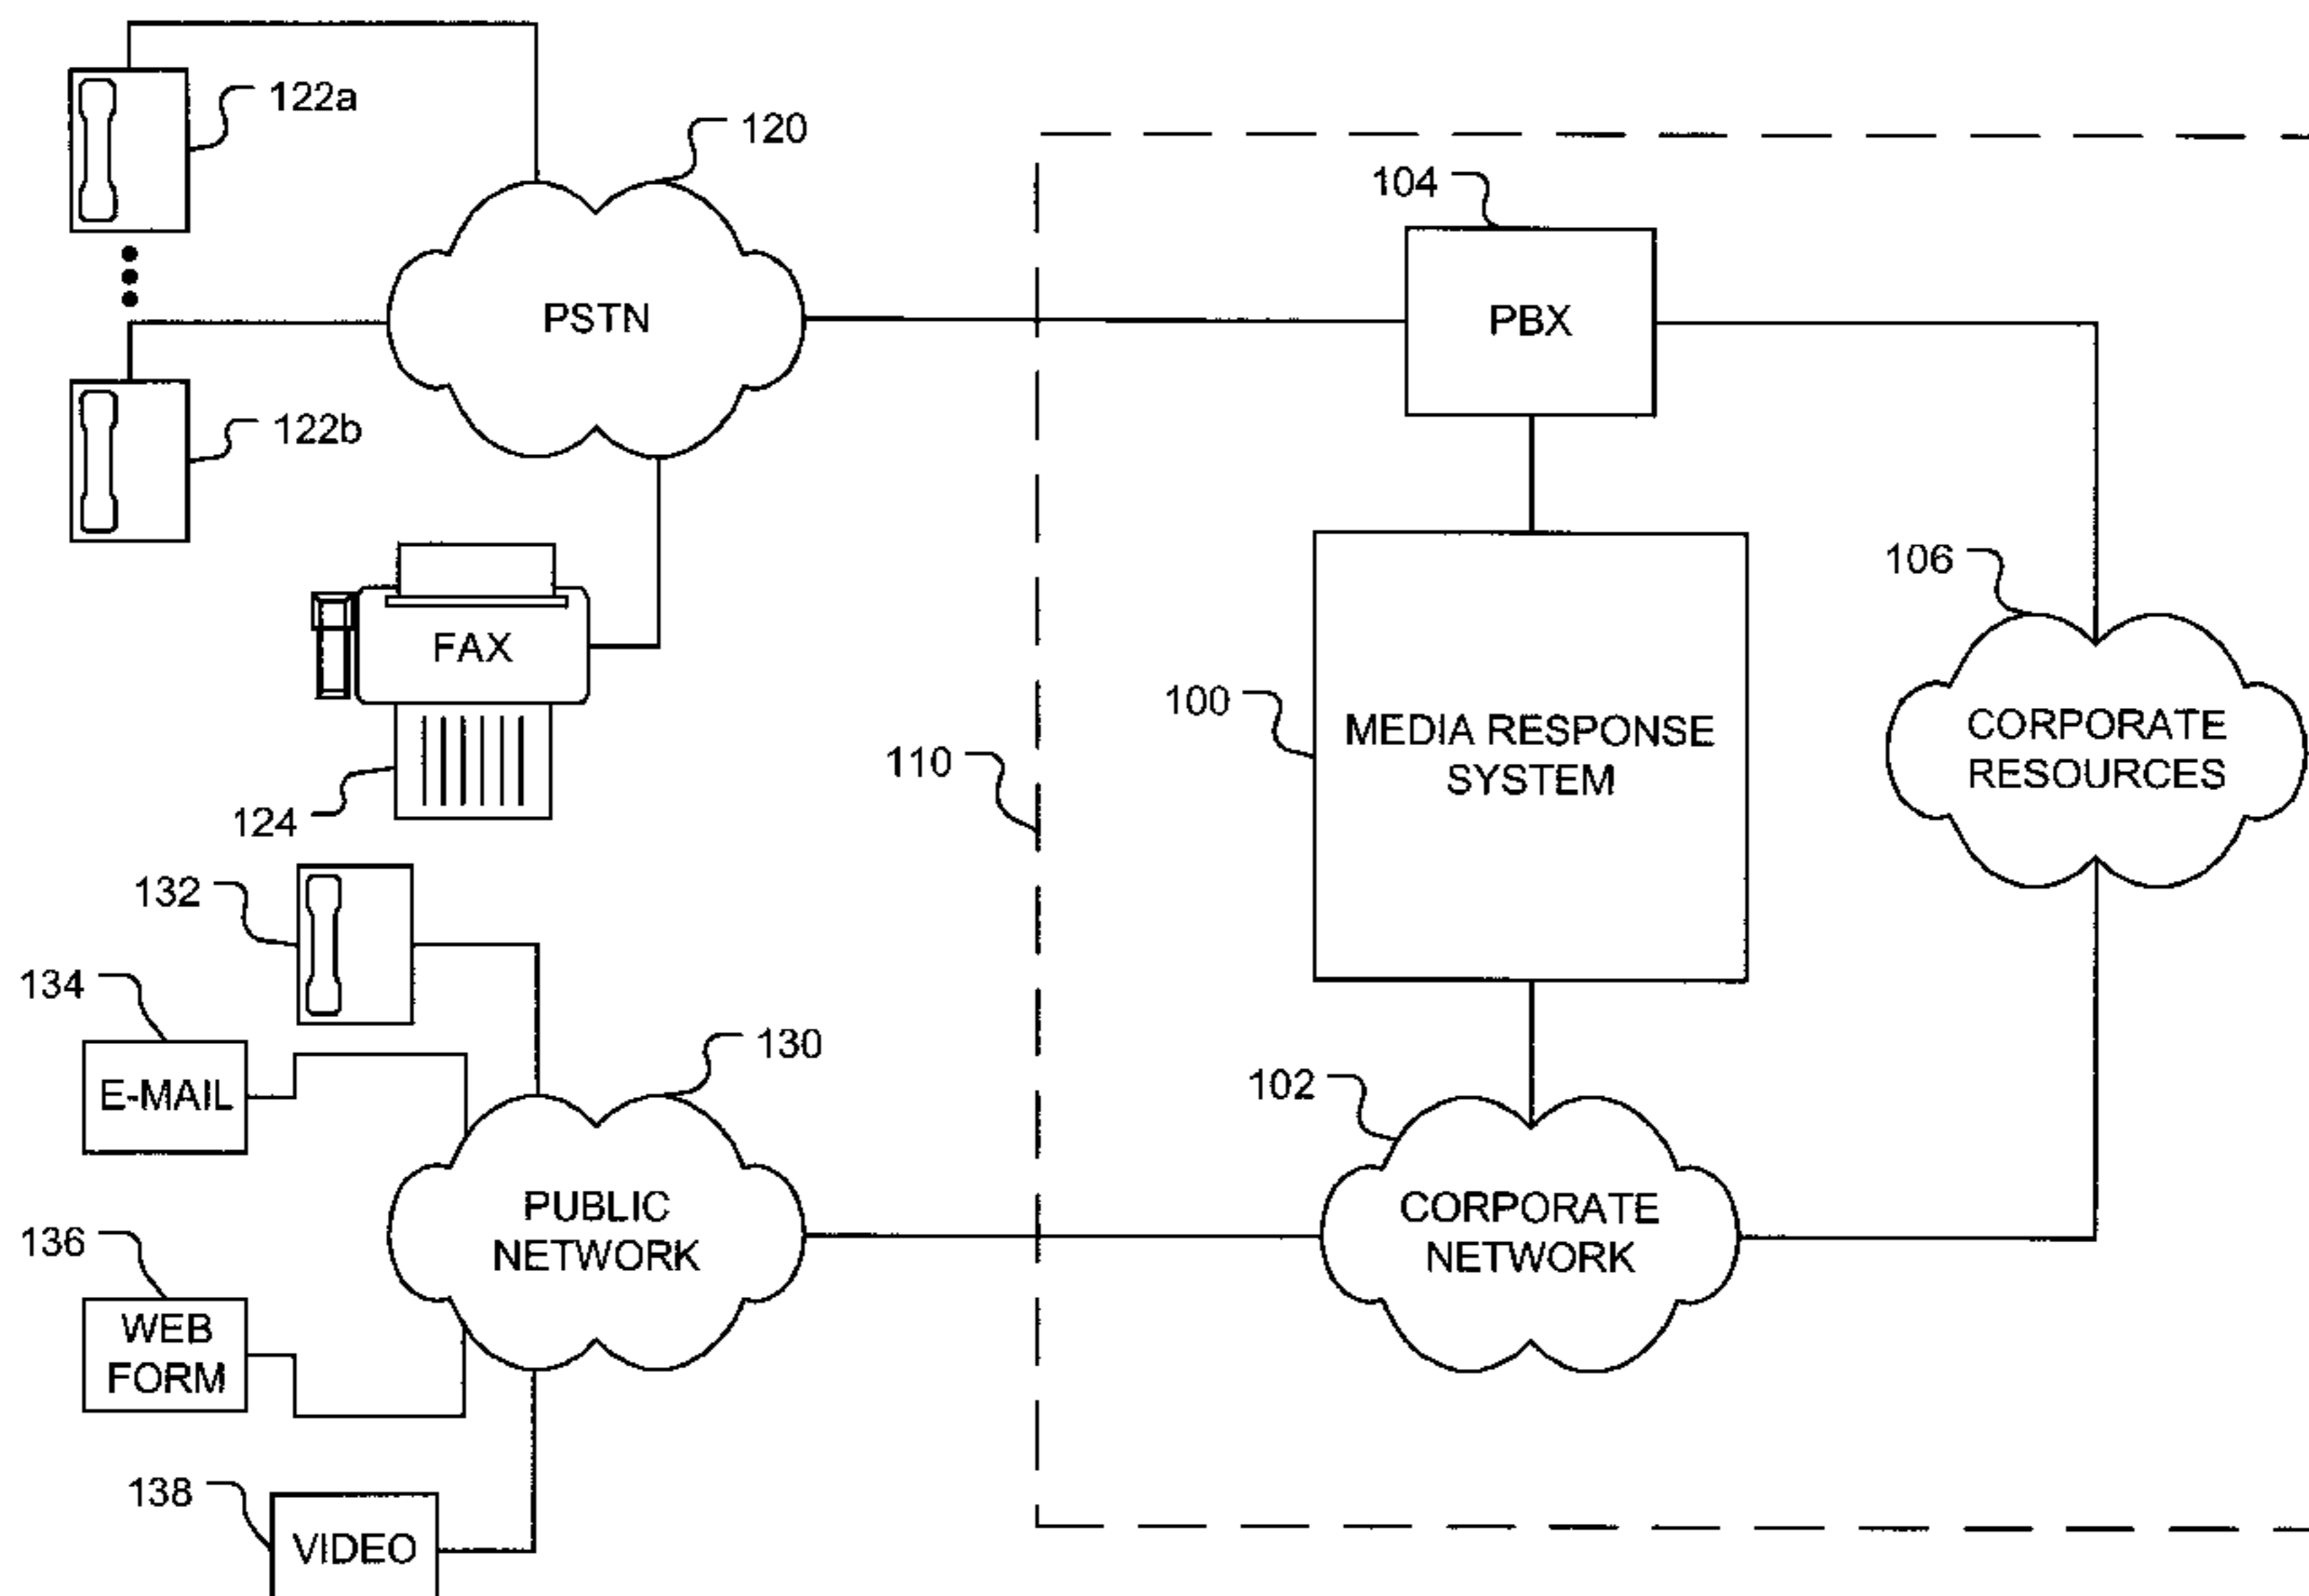 122a
120
104
PSTN
PBX
122b
106
FAX
100
MEDIA RESPONSE
SYSTEM
CORPORATE
RESOURCES
110
124
132
134
130
E-MAIL
102
PUBLIC
NETWORK
CORPORATE
NETWORK
136
WEB
FORM
138
VIDEO